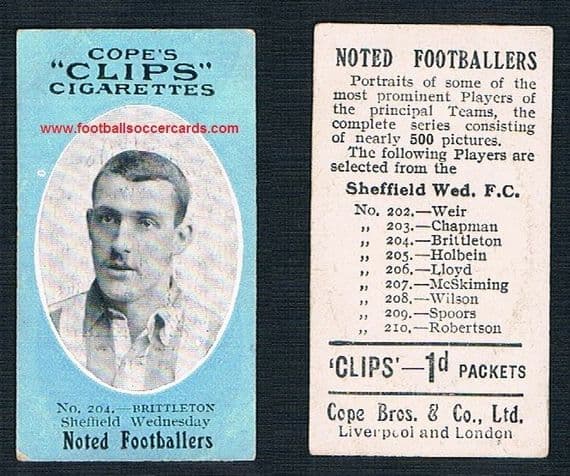 COPE'S
"CLIPS"
CIGARETTES
www.footballsoccercards.com
No. 204.—BRITTLETON
Sheffield Wednesday
Noted Footballers
NOTED FOOTBALLERS
Portraits of some of the
most prominent Players of
the principal Teams, the
complete series consisting
of nearly 500 pictures.
The following Players are
selected from the
Sheffield Wed. F.C.
No. 202.—Weir
„ 203.—Chapman
„ 204.—Brittleton
„ 205.—Holbein
„ 206.—Lloyd
„ 207.—McSkiming
„ 208.—Wilson
„ 209.—Spoors
„ 210.—Robertson
'CLIPS'—1d PACKETS
Cope Bros. & Co., Ltd.
Liverpool and London